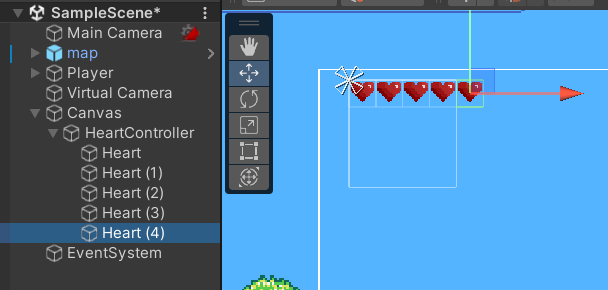 SampleScene*
Main Camera
map
Player
Virtual Camera
Canvas
HeartController
Heart
Heart (1)
Heart (2)
Heart (3)
Heart (4)
EventSystem